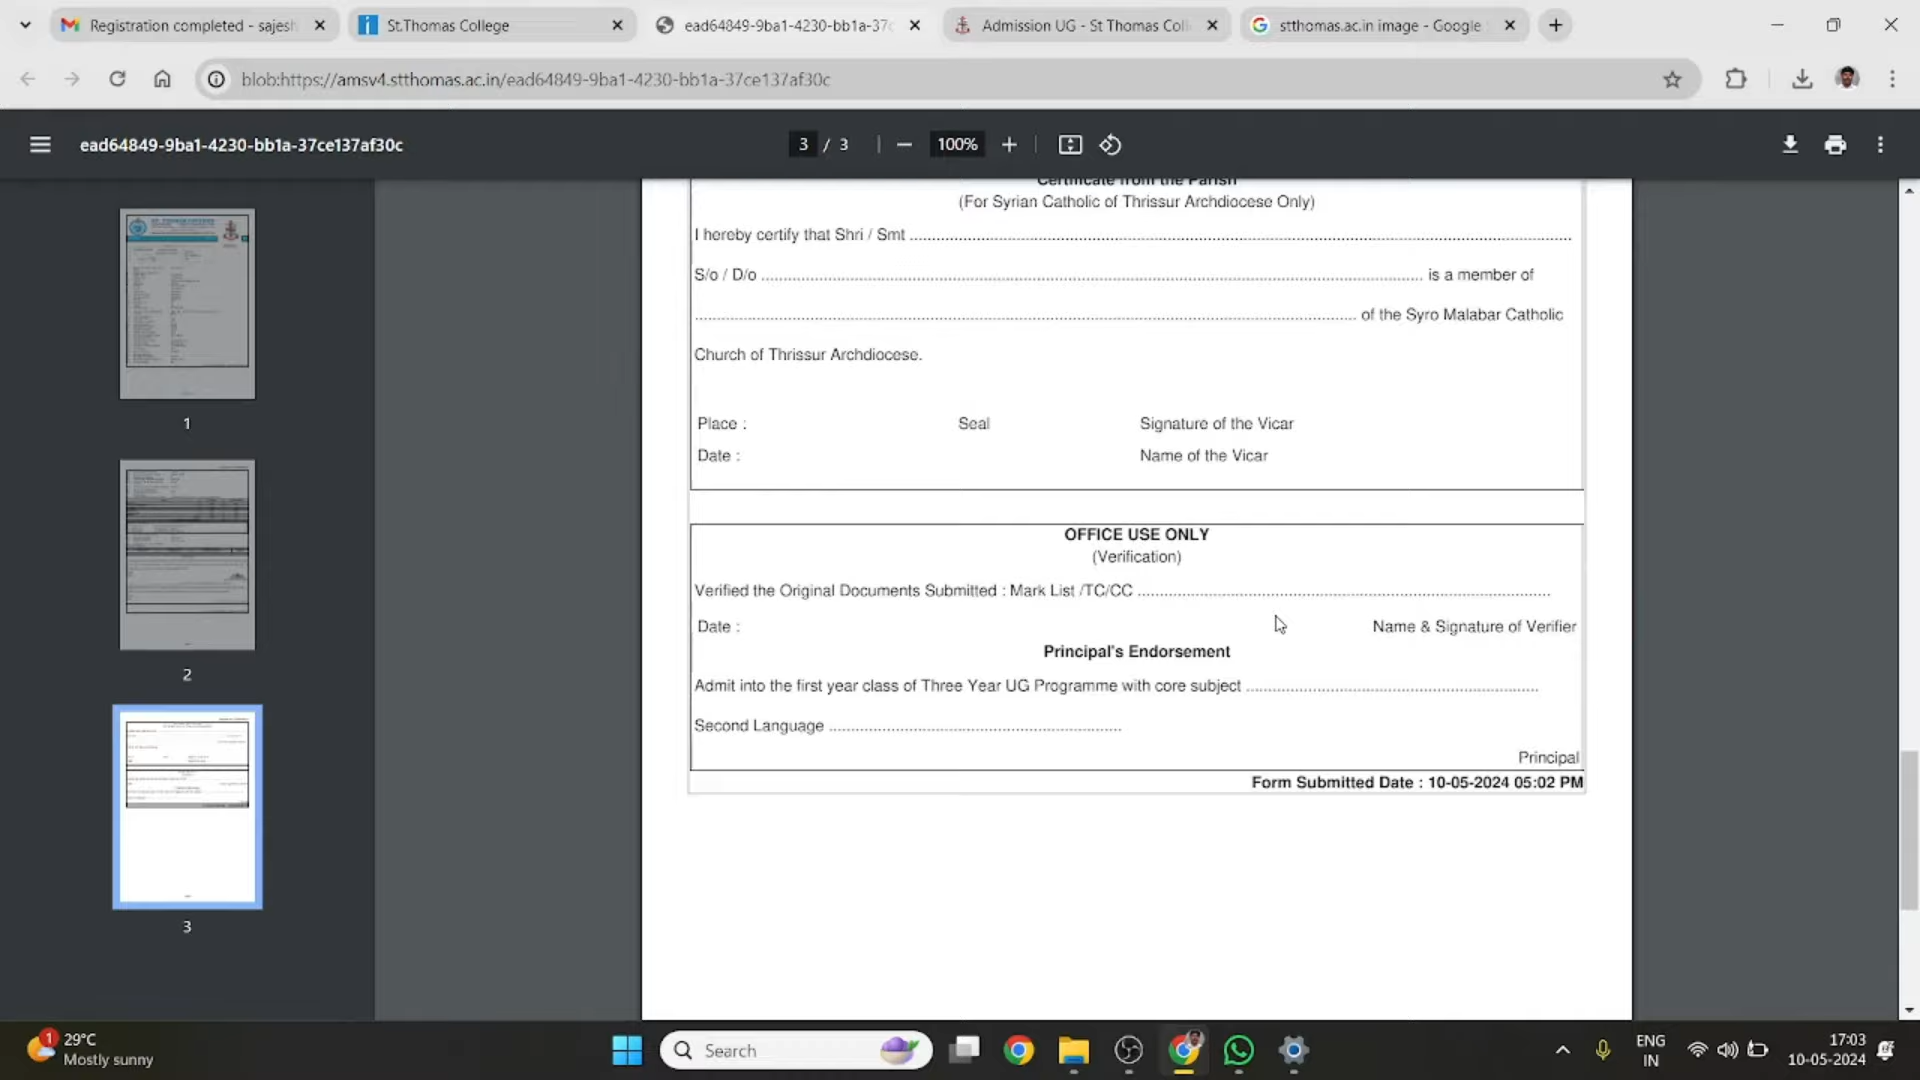 Registration completed - sajesh
St.Thomas College
ead64849-9ba1-4230-bb1a-37c
Admission UG - St Thomas Coll
stthomas.ac.in image - Google S
blob:https://amsv4.stthomas.ac.in/ead64849-9ba1-4230-bb1a-37ce137af30c
ead64849-9ba1-4230-bb1a-37ce137af30c
3 / 3
100%
Certificate from the Parish
(For Syrian Catholic of Thrissur Archdiocese Only)
I hereby certify that Shri / Smt ....................
S/o / D/o .................... is a member of
.................... of the Syro Malabar Catholic
Church of Thrissur Archdiocese.
Place : Seal Signature of the Vicar
Date : Name of the Vicar
OFFICE USE ONLY
(Verification)
Verified the Original Documents Submitted : Mark List /TC/CC ....................
Date : Name & Signature of Verifier
Principal's Endorsement
Admit into the first year class of Three Year UG Programme with core subject ....................
Second Language ....................
Principal
Form Submitted Date : 10-05-2024 05:02 PM
1
2
3
1
29°C
Mostly sunny
Search
ENG
IN
17:03
10-05-2024